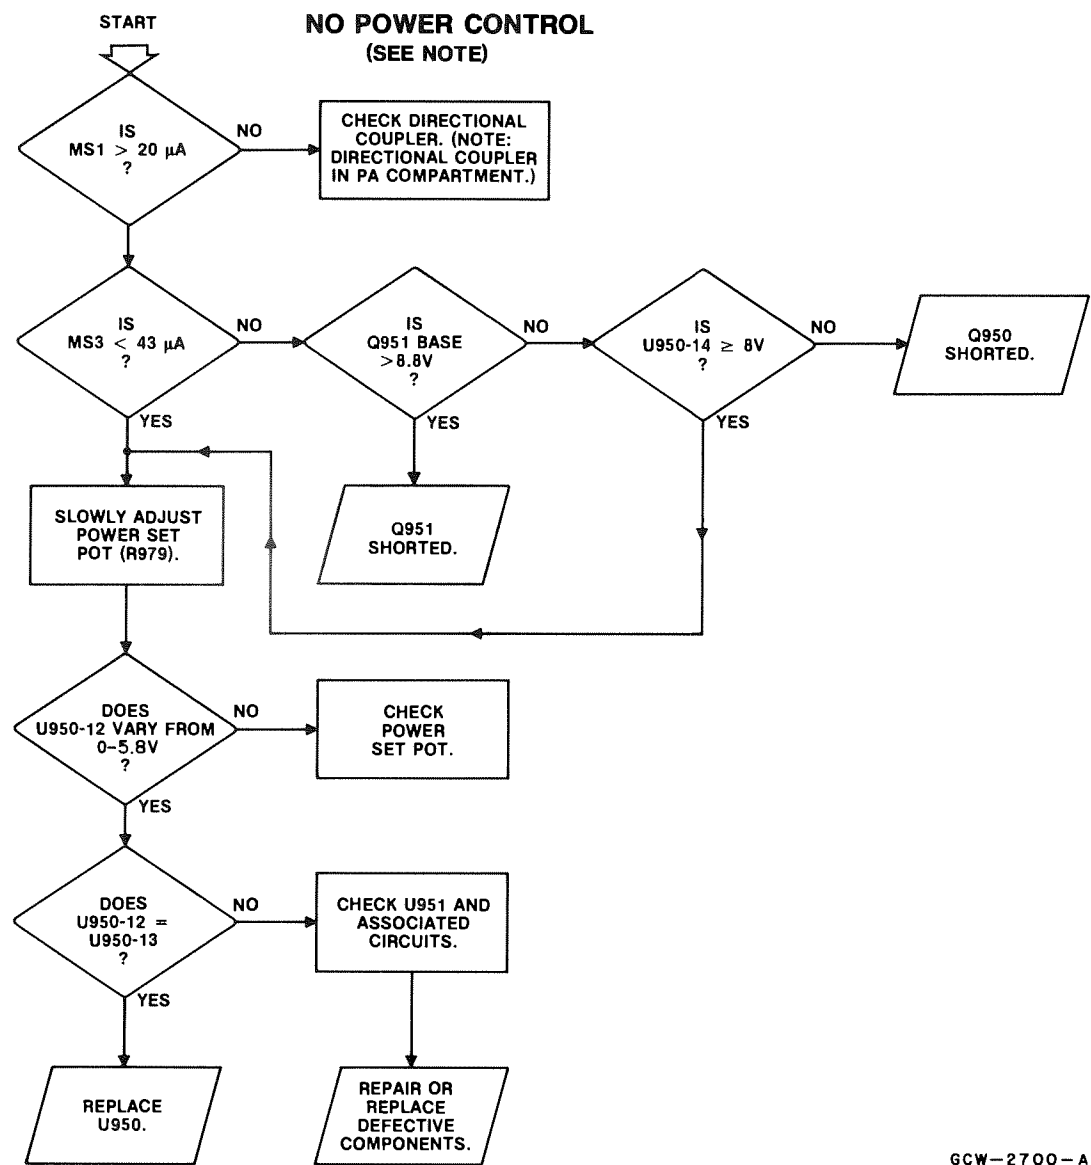 START
NO POWER CONTROL
(SEE NOTE)
IS
MS1 > 20 µA
?
NO
CHECK DIRECTIONAL
COUPLER. (NOTE:
DIRECTIONAL COUPLER
IN PA COMPARTMENT.)
IS
MS3 < 43 µA
?
NO
YES
IS
Q951 BASE
>8.8V
?
NO
YES
IS
U950-14 ≥ 8V
?
NO
YES
Q950
SHORTED.
Q951
SHORTED.
SLOWLY ADJUST
POWER SET
POT (R979).
DOES
U950-12 VARY FROM
0-5.8V
?
NO
YES
CHECK
POWER
SET POT.
DOES
U950-12 =
U950-13
?
NO
YES
CHECK U951 AND
ASSOCIATED
CIRCUITS.
REPLACE
U950.
REPAIR OR
REPLACE
DEFECTIVE
COMPONENTS.
GCW-2700-A